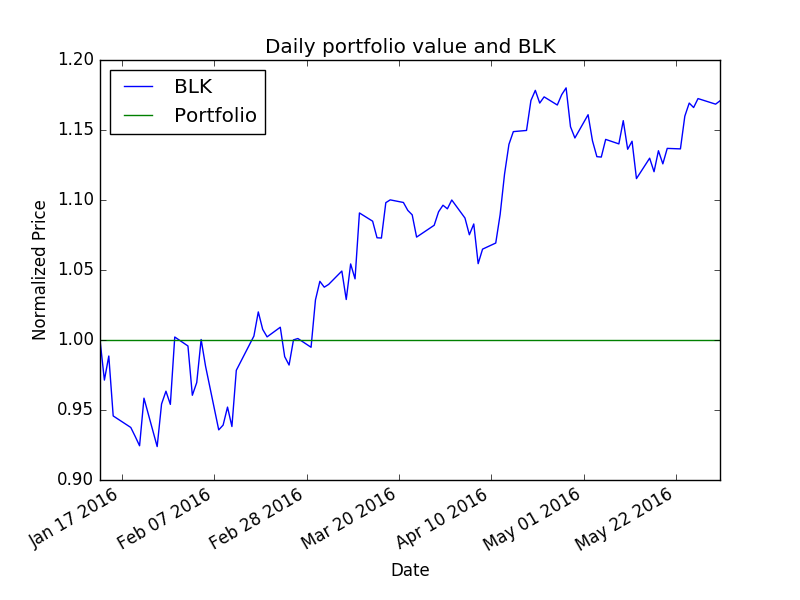 Daily portfolio value and BLK
BLK
Portfolio
1.20
1.15
1.10
1.05
1.00
0.95
0.90
Normalized Price
Jan 17 2016
Feb 07 2016
Feb 28 2016
Mar 20 2016
Apr 10 2016
May 01 2016
May 22 2016
Date